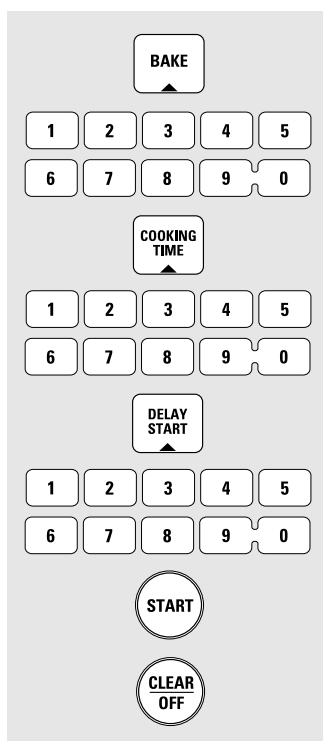 BAKE
1 2 3 4 5
6 7 8 9 0
COOKING
TIME
1 2 3 4 5
6 7 8 9 0
DELAY
START
1 2 3 4 5
6 7 8 9 0
START
CLEAR
OFF